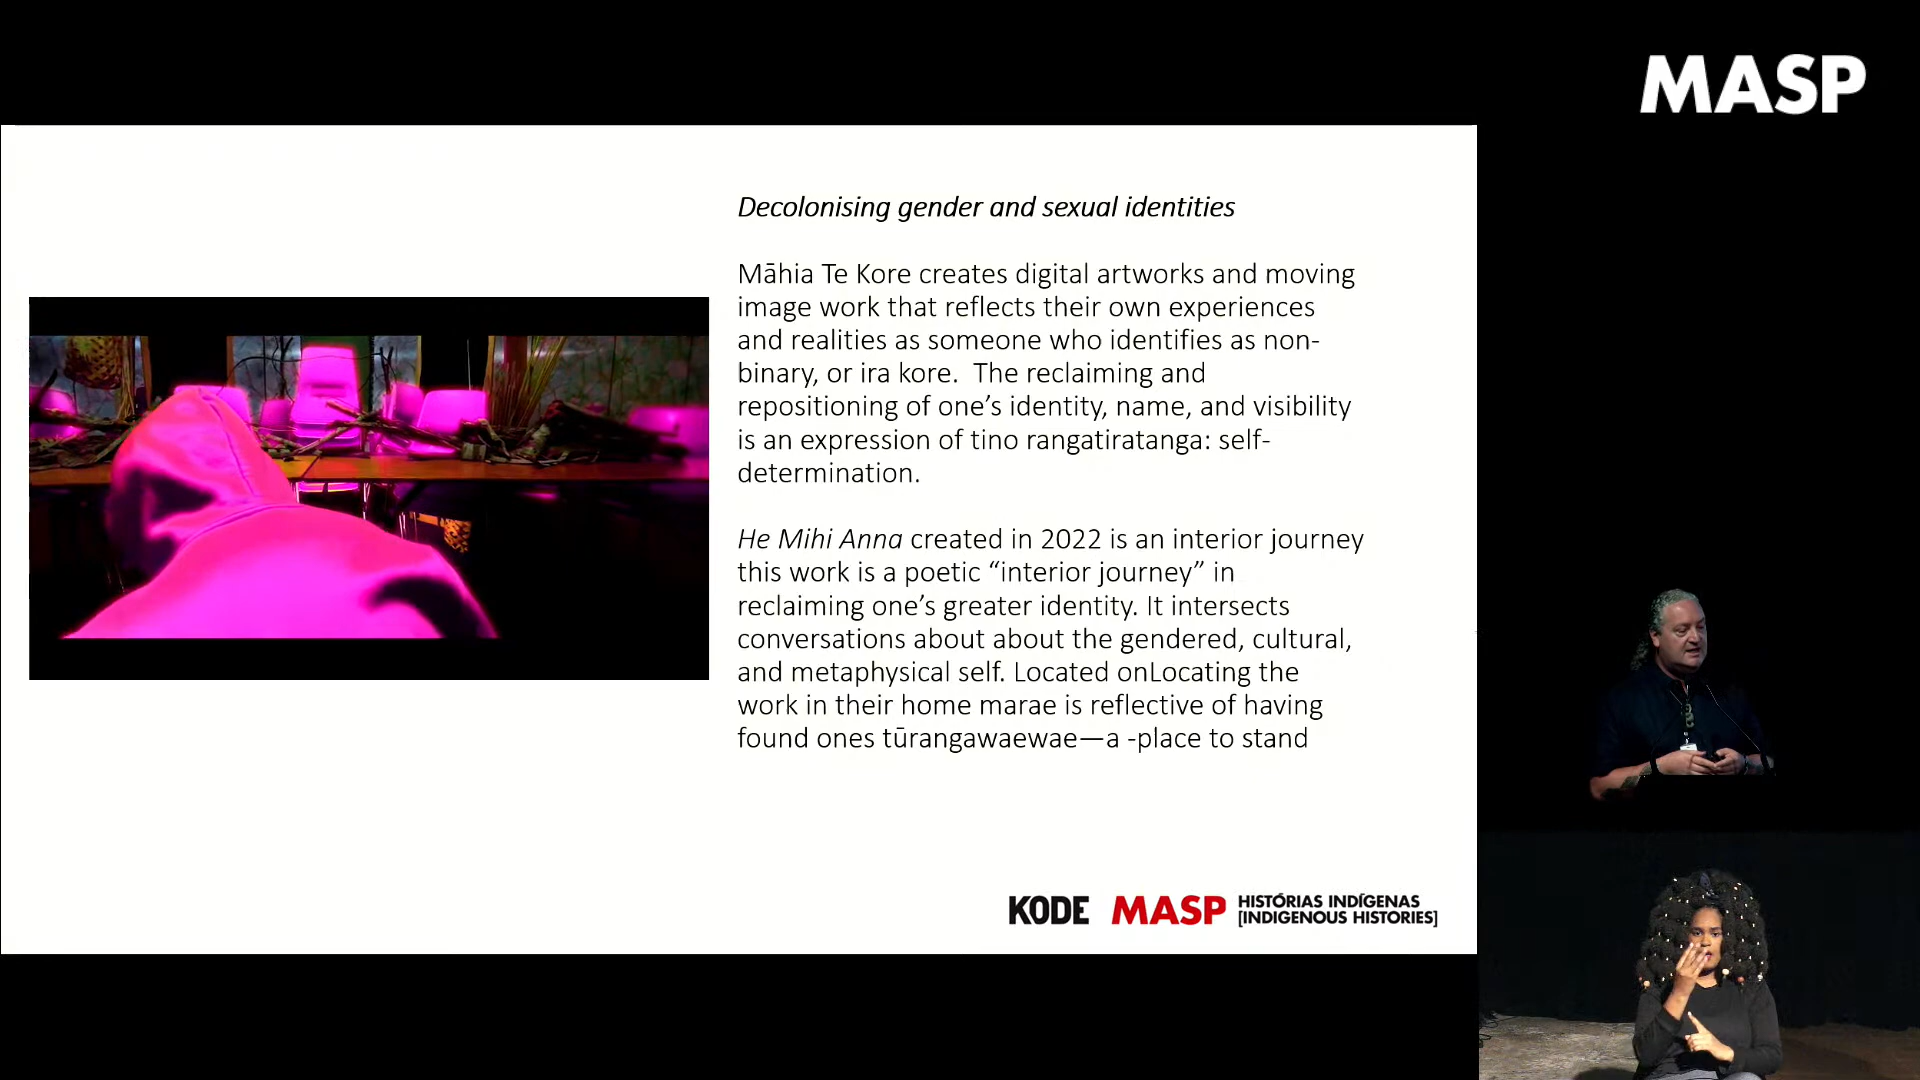 MASP
Decolonising gender and sexual identities
Māhia Te Kore creates digital artworks and moving
image work that reflects their own experiences
and realities as someone who identifies as non-
binary, or ira kore.  The reclaiming and
repositioning of one’s identity, name, and visibility
is an expression of tino rangatiratanga: self-
determination.
He Mihi Anna created in 2022 is an interior journey
this work is a poetic “interior journey” in
reclaiming one’s greater identity. It intersects
conversations about about the gendered, cultural,
and metaphysical self. Located onLocating the
work in their home marae is reflective of having
found ones tūrangawaewae—a -place to stand
KODE MASP HISTÓRIAS INDÍGENAS
[INDIGENOUS HISTORIES]